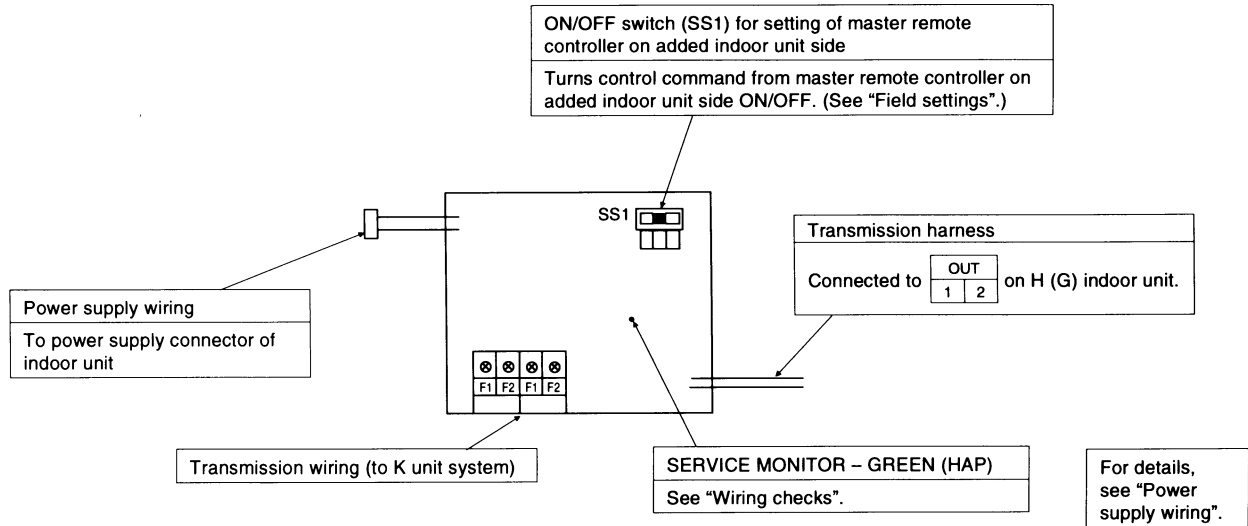 ON/OFF switch (SS1) for setting of master remote
controller on added indoor unit side
Turns control command from master remote controller on
added indoor unit side ON/OFF. (See “Field settings”.)
SS1
Transmission harness
Connected to OUT 1 2 on H (G) indoor unit.
Power supply wiring
To power supply connector of
indoor unit
F1 F2 F1 F2
Transmission wiring (to K unit system)
SERVICE MONITOR – GREEN (HAP)
See “Wiring checks”.
For details,
see “Power
supply wiring”.